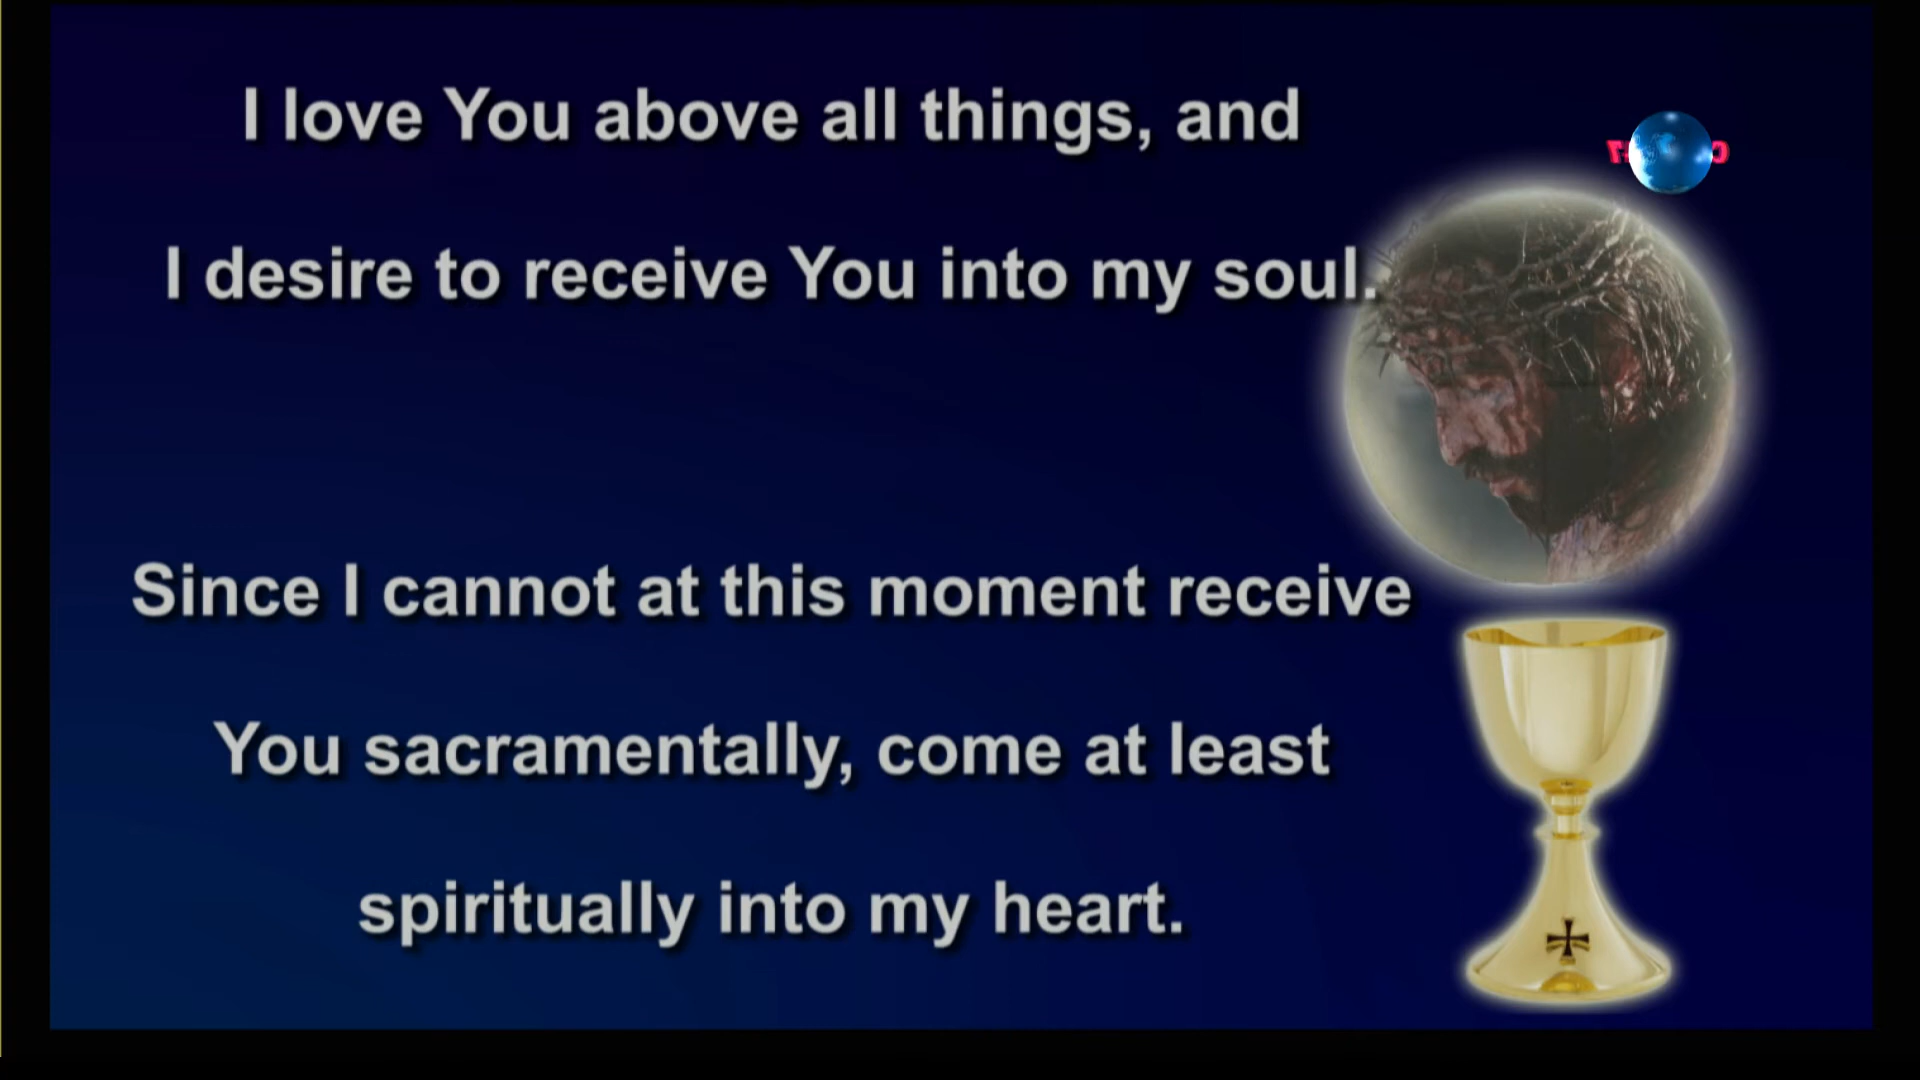 I love You above all things, and
I desire to receive You into my soul.
Since I cannot at this moment receive
You sacramentally, come at least
spiritually into my heart.